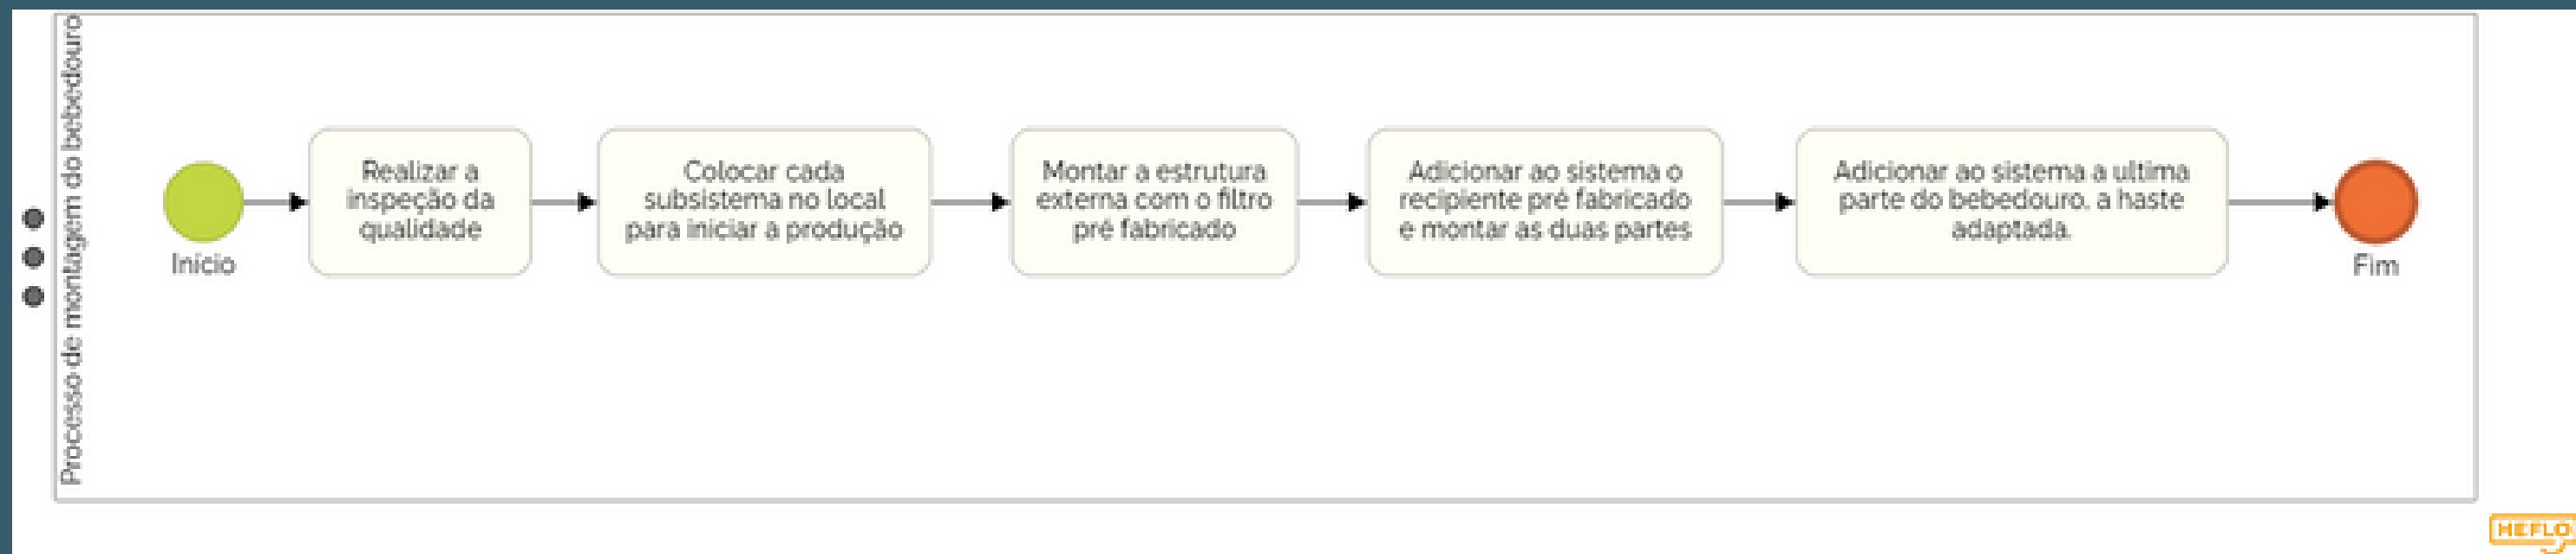 Processo de montagem do bebedouro
Início
Realizar a
inspeção da
qualidade
Colocar cada
subsistema no local
para iniciar a produção
Montar a estrutura
externa com o filtro
pré fabricado
Adicionar ao sistema o
recipiente pré fabricado
e montar as duas partes
Adicionar ao sistema a ultima
parte do bebedouro, a haste
adaptada.
Fim
HEFLO